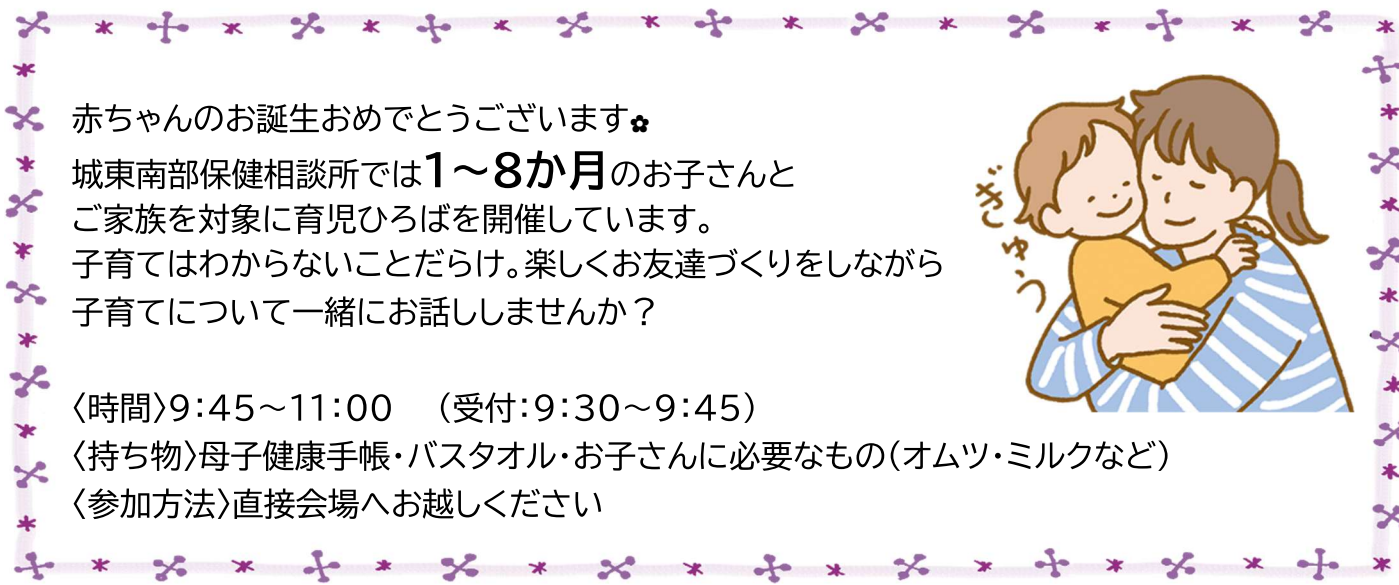 赤ちゃんのお誕生おめでとうございます✿
城東南部保健相談所では1～8か月のお子さんと
ご家族を対象に育児ひろばを開催しています。
子育てはわからないことだらけ。楽しくお友達づくりをしながら
子育てについて一緒にお話ししませんか？
ぎゅう
〈時間〉9：45～11：00　（受付：9：30～9：45）
〈持ち物〉母子健康手帳・バスタオル・お子さんに必要なもの（オムツ・ミルクなど）
〈参加方法〉直接会場へお越しください